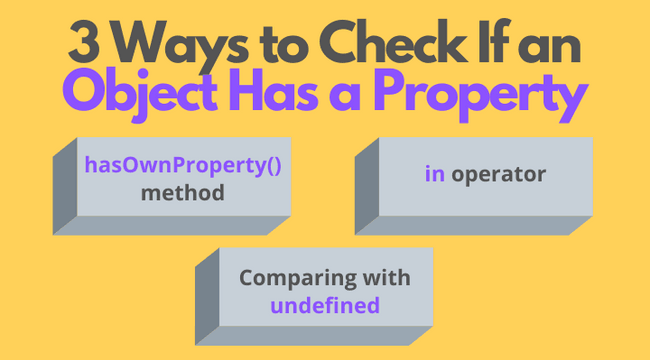 3 Ways to Check If an
Object Has a Property
hasOwnProperty()
method
in operator
Comparing with
undefined